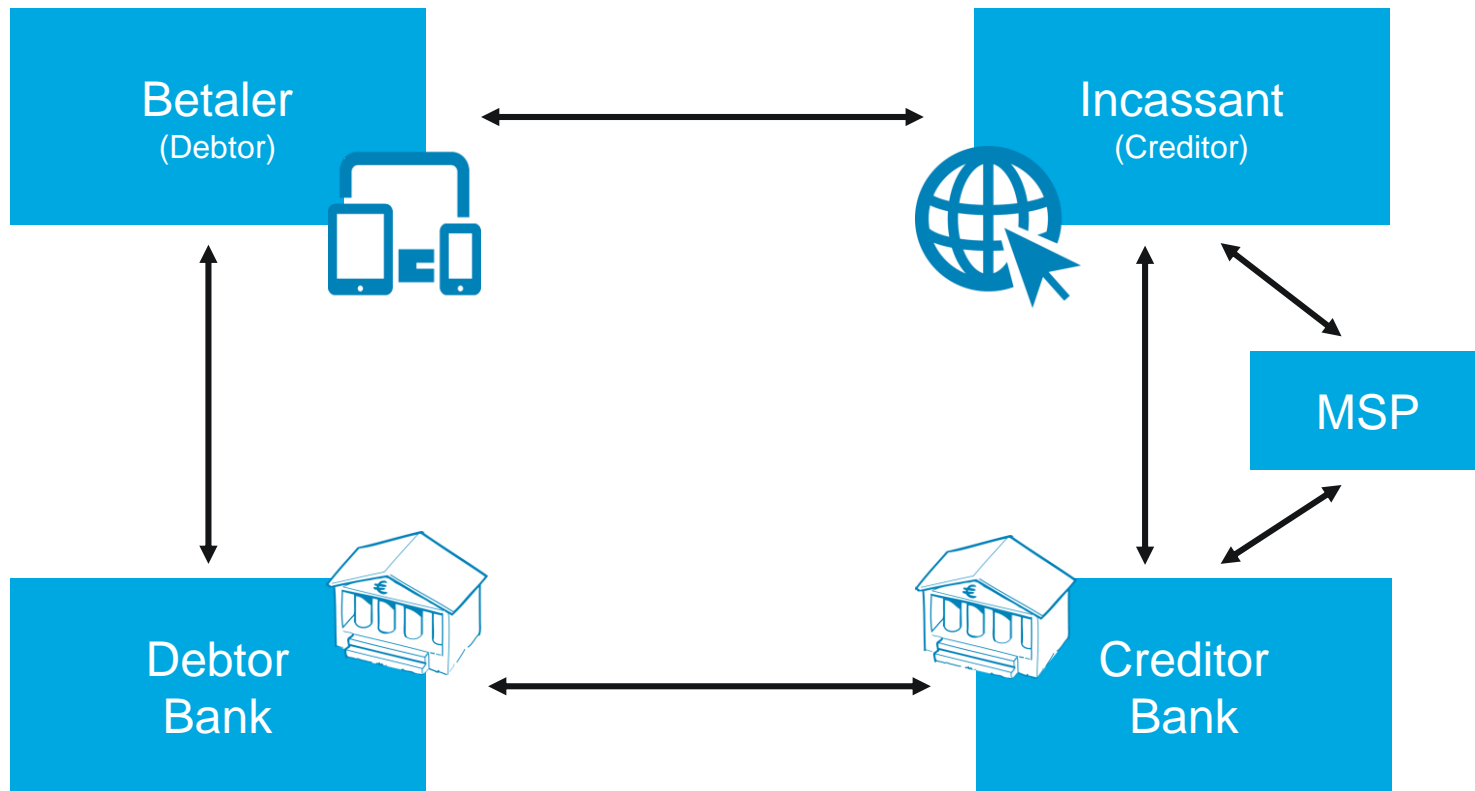 Betaler
(Debtor)
Incassant
(Creditor)
MSP
€
€
Debtor
Bank
Creditor
Bank